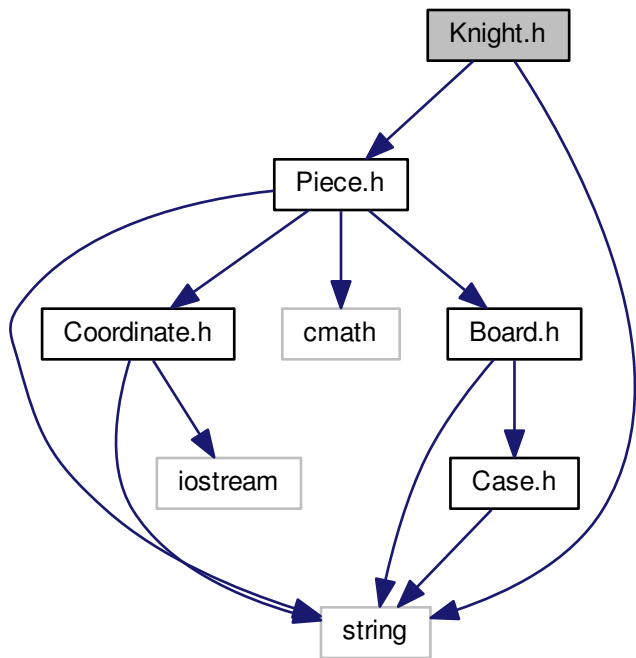 Knight.h
Piece.h
Coordinate.h
cmath
Board.h
iostream
Case.h
string